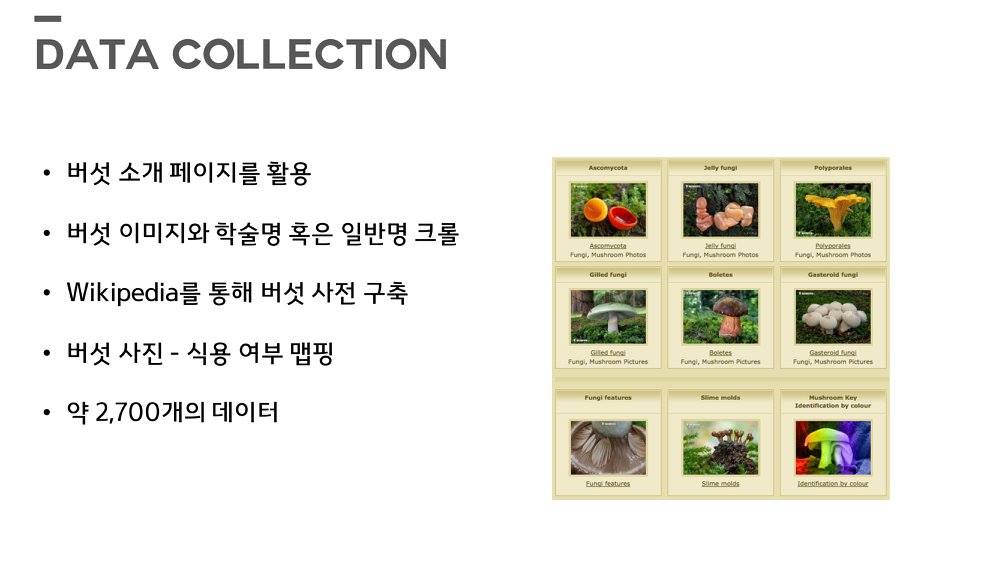 DATA COLLECTION
• 버섯 소개 페이지를 활용
• 버섯 이미지와 학술명 혹은 일반명 크롤
• Wikipedia를 통해 버섯 사전 구축
• 버섯 사진 - 식용 여부 맵핑
• 약 2,700개의 데이터
Ascomycota
Jelly fungi
Polyporales
Ascomycota
Jelly fungi
Polyporales
Fungi, Mushroom Photos
Fungi, Mushroom Photos
Fungi, Mushroom Photos
Gilled fungi
Boletes
Gasteroid fungi
Gilled fungi
Boletes
Gasteroid fungi
Fungi, Mushroom Pictures
Fungi, Mushroom Pictures
Fungi, Mushroom Pictures
Fungi features
Slime molds
Mushroom Key
Identification by colour
Fungi features
Slime molds
Identification by colour